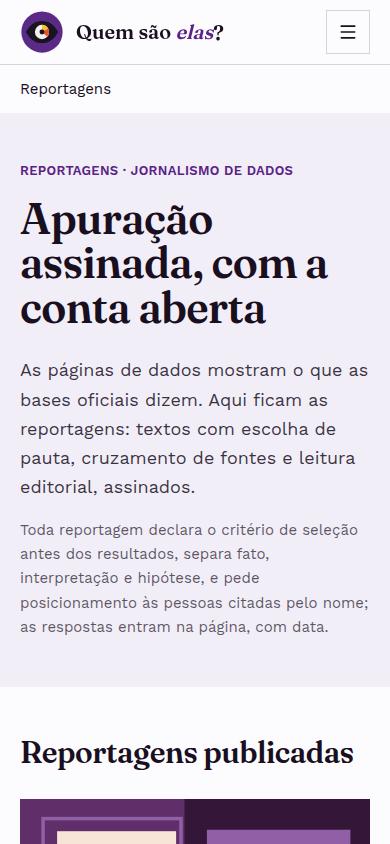 Quem são elas?
Reportagens
REPORTAGENS · JORNALISMO DE DADOS
Apuração
assinada, com a
conta aberta
As páginas de dados mostram o que as
bases oficiais dizem. Aqui ficam as
reportagens: textos com escolha de
pauta, cruzamento de fontes e leitura
editorial, assinados.
Toda reportagem declara o critério de seleção
antes dos resultados, separa fato,
interpretação e hipótese, e pede
posicionamento às pessoas citadas pelo nome;
as respostas entram na página, com data.
Reportagens publicadas